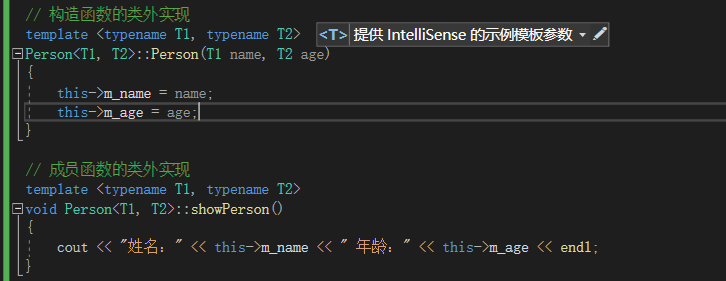 // 构造函数的类外实现
template <typename T1, typename T2> <T> 提供 IntelliSense 的示例模板参数
Person<T1, T2>::Person(T1 name, T2 age)
{
this->m_name = name;
this->m_age = age;
}
// 成员函数的类外实现
template <typename T1, typename T2>
void Person<T1, T2>::showPerson()
{
cout << "姓名：" << this->m_name << " 年龄：" << this->m_age << endl;
}